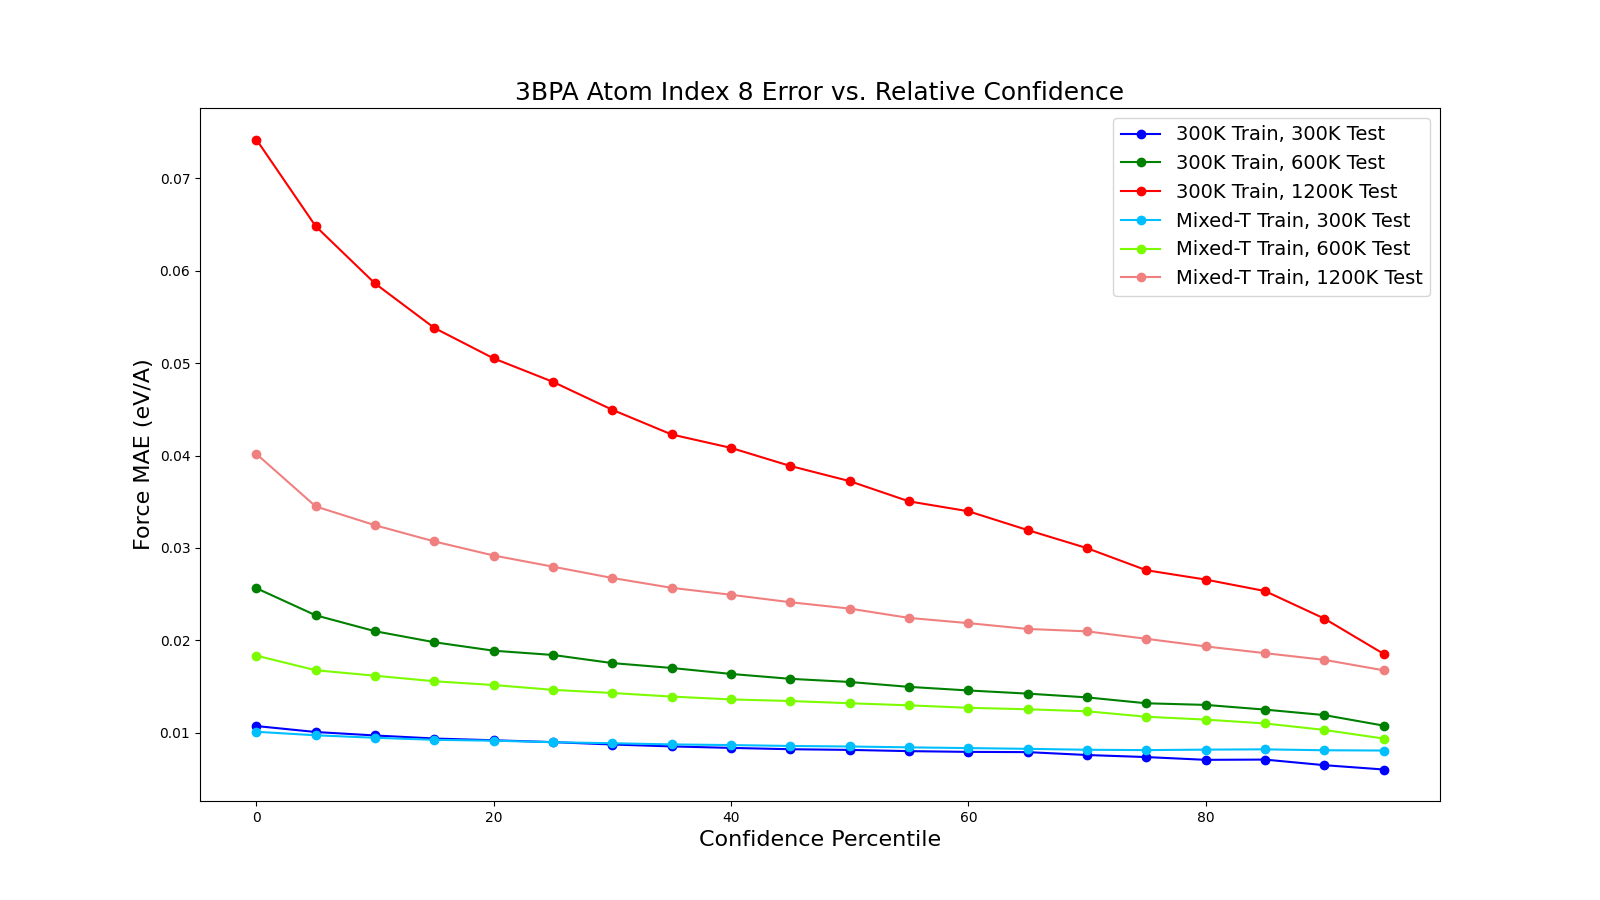 3BPA Atom Index 8 Error vs. Relative Confidence
300K Train, 300K Test
300K Train, 600K Test
300K Train, 1200K Test
Mixed-T Train, 300K Test
Mixed-T Train, 600K Test
Mixed-T Train, 1200K Test
Force MAE (eV/A)
0.07
0.06
0.05
0.04
0.03
0.02
0.01
0
20
40
60
80
Confidence Percentile